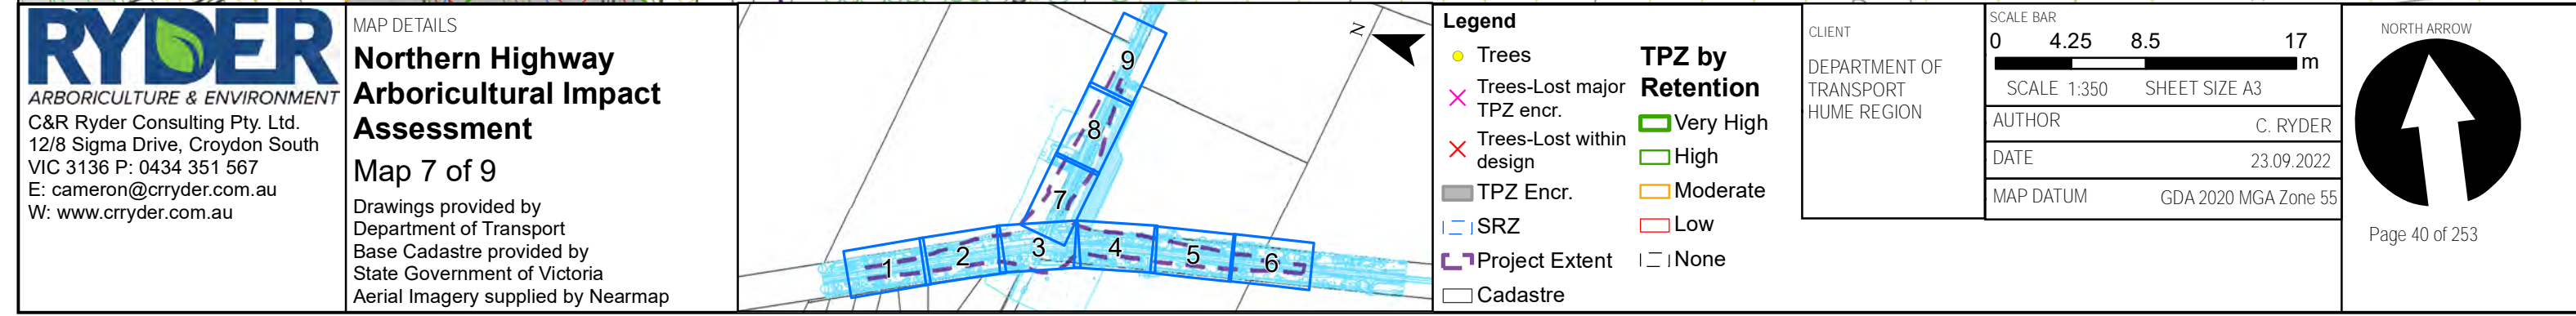 RYDER
ARBORICULTURE & ENVIRONMENT
C&R Ryder Consulting Pty. Ltd.
12/8 Sigma Drive, Croydon South
VIC 3136 P: 0434 351 567
E: cameron@crryder.com.au
W: www.crryder.com.au
MAP DETAILS
Northern Highway
Arboricultural Impact
Assessment
Map 7 of 9
Drawings provided by
Department of Transport
Base Cadastre provided by
State Government of Victoria
Aerial Imagery supplied by Nearmap
N
9
8
7
1
2
3
4
5
6
Legend
Trees
Trees-Lost major
TPZ encr.
Trees-Lost within
design
TPZ Encr.
SRZ
Project Extent
Cadastre
TPZ by
Retention
Very High
High
Moderate
Low
None
CLIENT
DEPARTMENT OF
TRANSPORT
HUME REGION
SCALE BAR
0 4.25 8.5 17
m
SCALE 1:350 SHEET SIZE A3
AUTHOR C. RYDER
DATE 23.09.2022
MAP DATUM GDA 2020 MGA Zone 55
NORTH ARROW
Page 40 of 253